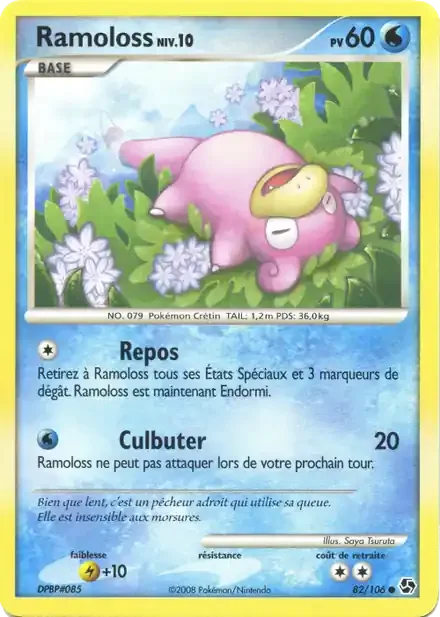 Ramoloss NIV.10 PV 60
BASE
NO. 079 Pokémon Crétin TAIL; 1,2m PDS: 36,0kg
Repos
Retirez à Ramoloss tous ses États Spéciaux et 3 marqueurs de
dégât. Ramoloss est maintenant Endormi.
Culbuter 20
Ramoloss ne peut pas attaquer lors de votre prochain tour.
Bien que lent, c'est un pêcheur adroit qui utilise sa queue.
Elle est insensible aux morsures.
Illus. Saya Tsuruta
faiblesse résistance coût de retraite
+10
DPBP#085 ©2008 Pokémon/Nintendo 82/106